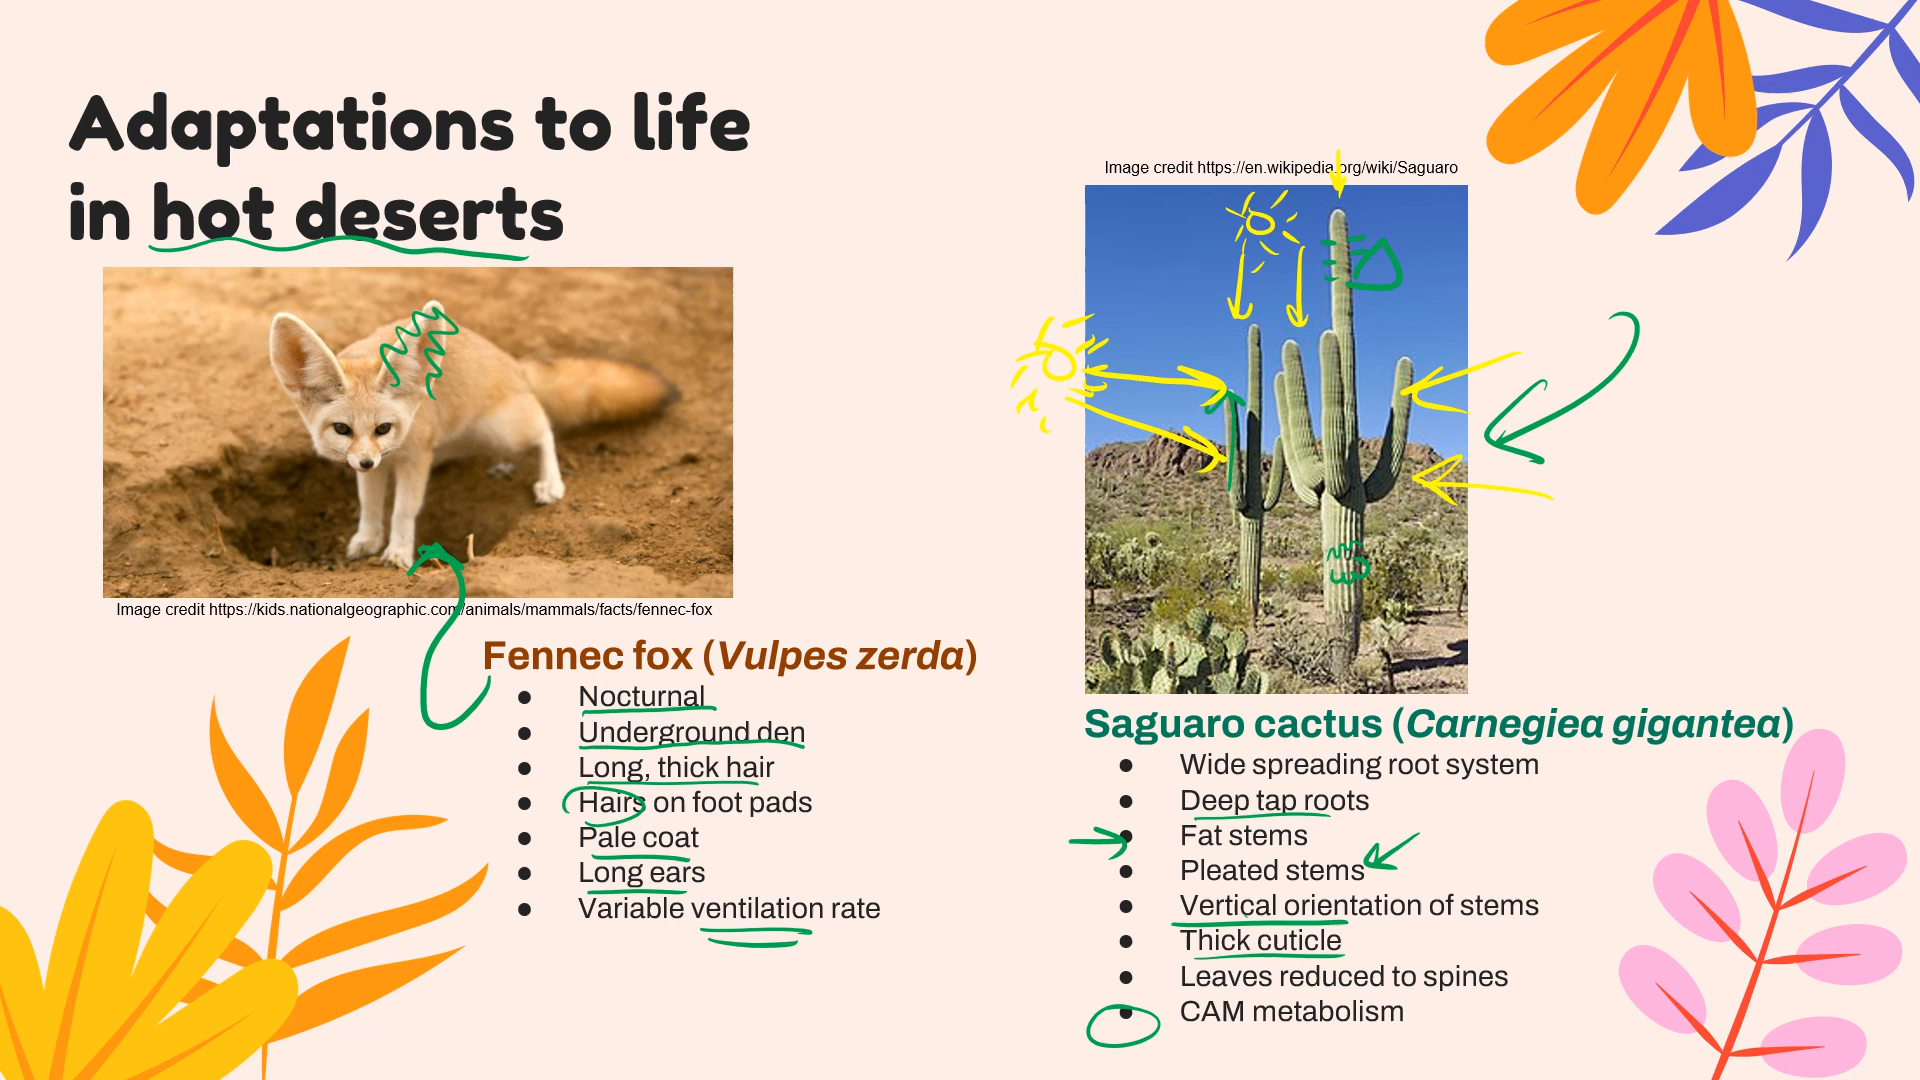 Adaptations to life
in hot deserts
Image credit https://kids.nationalgeographic.com/animals/mammals/facts/fennec-fox
Fennec fox (Vulpes zerda)
● Nocturnal
● Underground den
● Long, thick hair
● Hairs on foot pads
● Pale coat
● Long ears
● Variable ventilation rate
Image credit https://en.wikipedia.org/wiki/Saguaro
Saguaro cactus (Carnegiea gigantea)
● Wide spreading root system
● Deep tap roots
● Fat stems
● Pleated stems
● Vertical orientation of stems
● Thick cuticle
● Leaves reduced to spines
● CAM metabolism